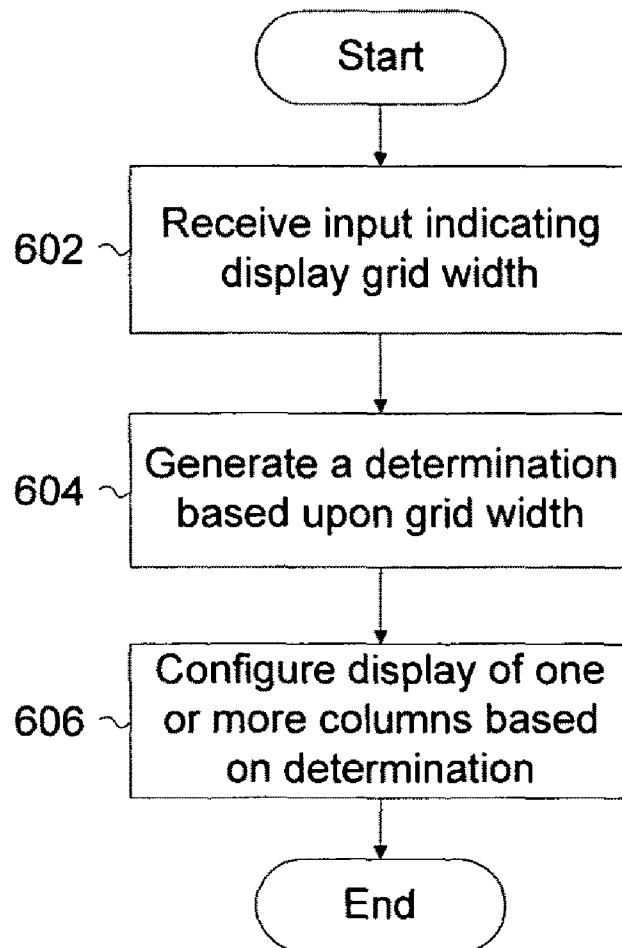 Start
602
Receive input indicating
display grid width
604
Generate a determination
based upon grid width
606
Configure display of one
or more columns based
on determination
End